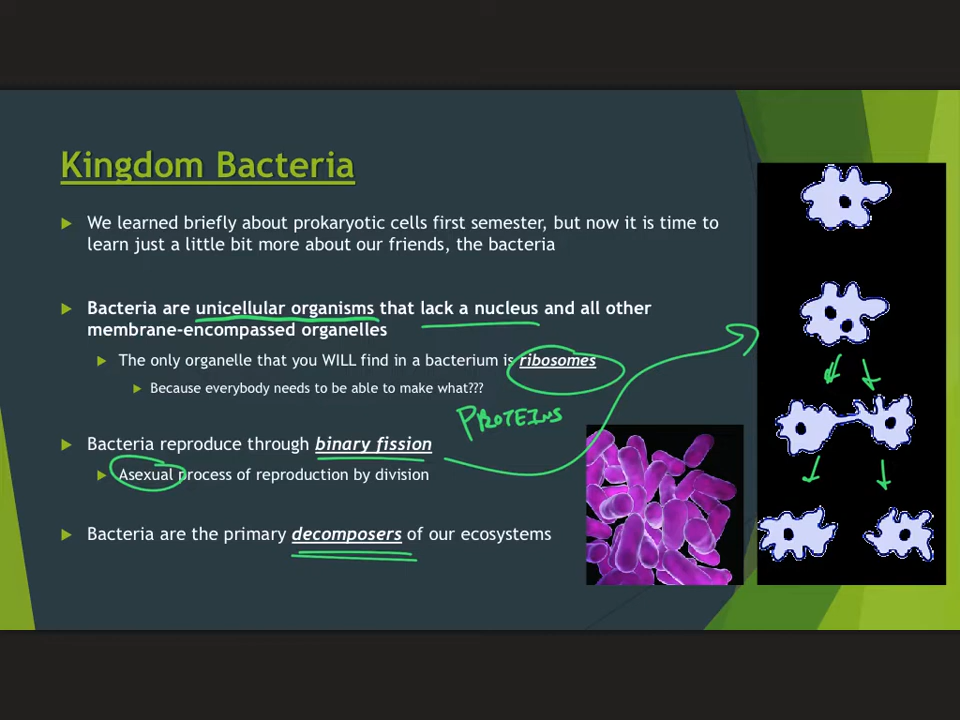 Kingdom Bacteria
We learned briefly about prokaryotic cells first semester, but now it is time to
learn just a little bit more about our friends, the bacteria
Bacteria are unicellular organisms that lack a nucleus and all other
membrane-encompassed organelles
The only organelle that you WILL find in a bacterium is ribosomes
Because everybody needs to be able to make what???
PROTEINS
Bacteria reproduce through binary fission
Asexual process of reproduction by division
Bacteria are the primary decomposers of our ecosystems